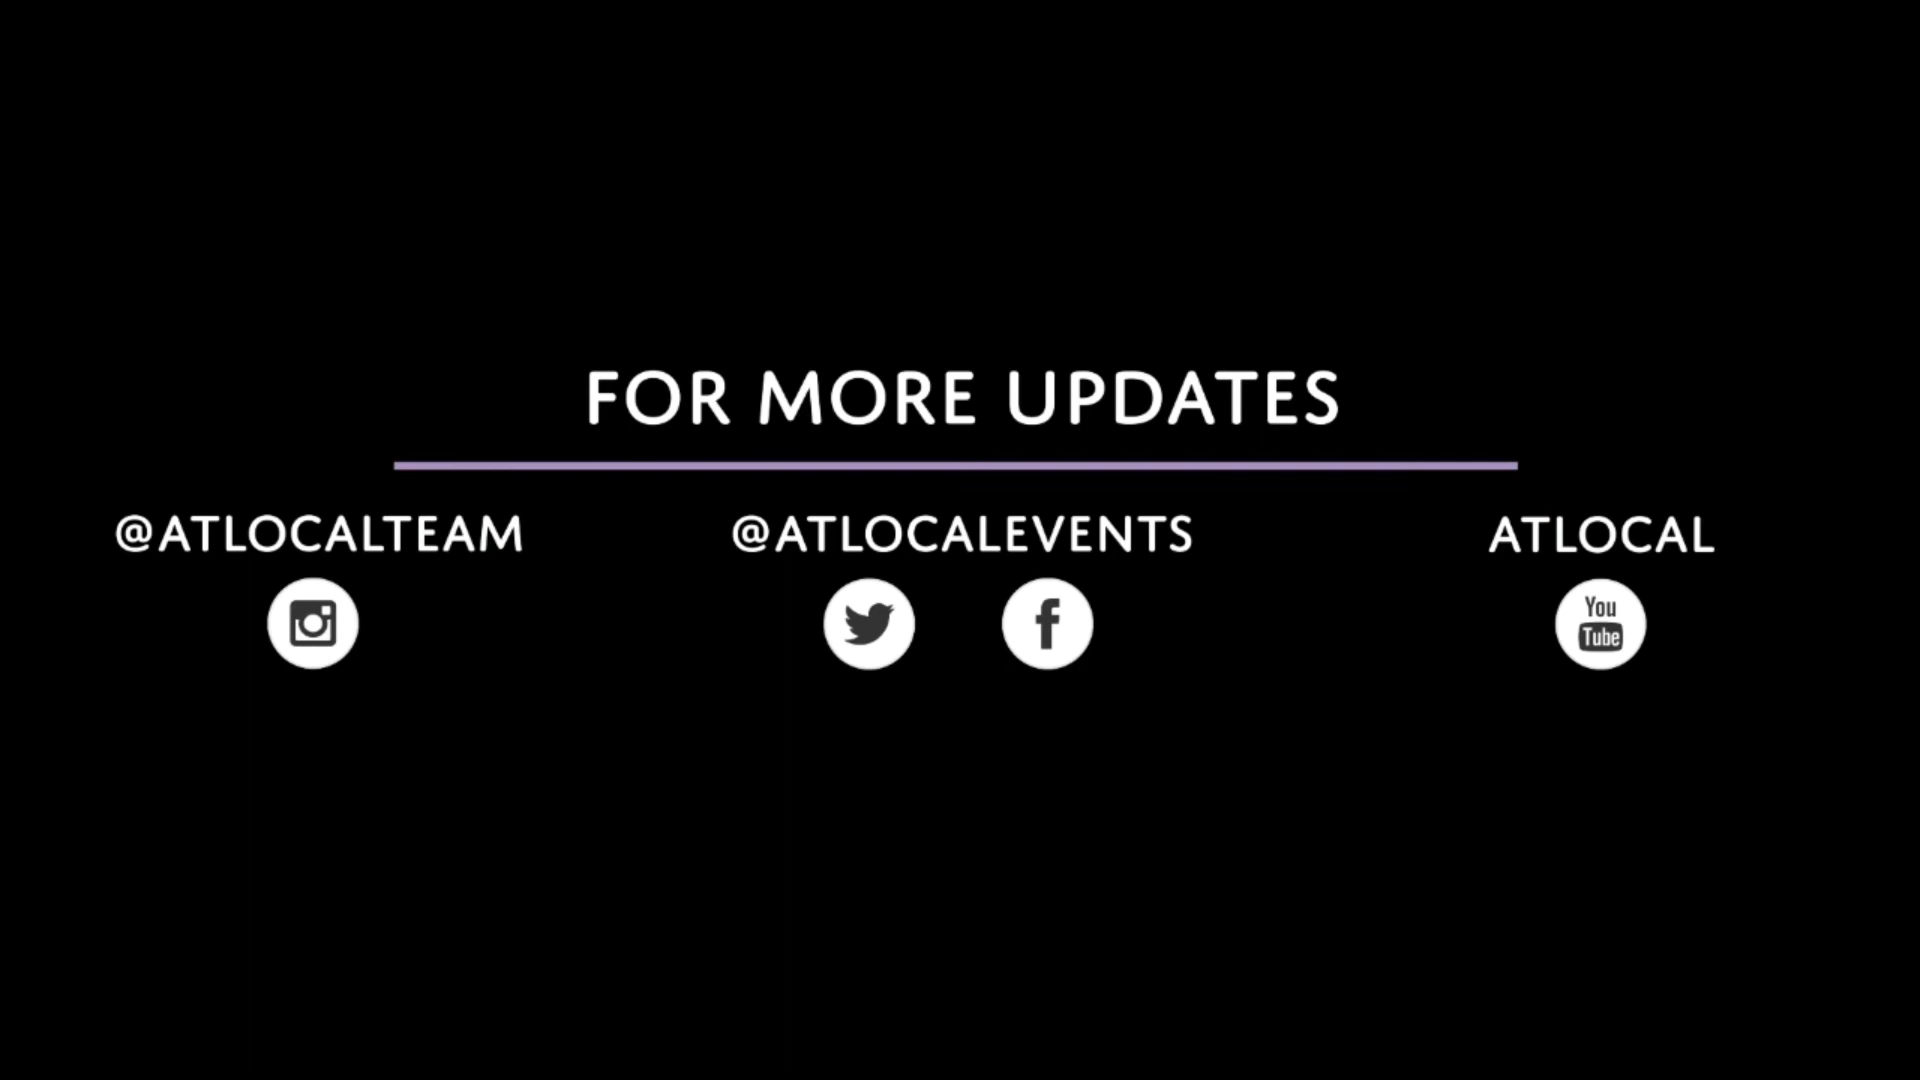 FOR MORE UPDATES
@ATLOCALTEAM
@ATLOCALEVENTS
ATLOCAL
You
Tube